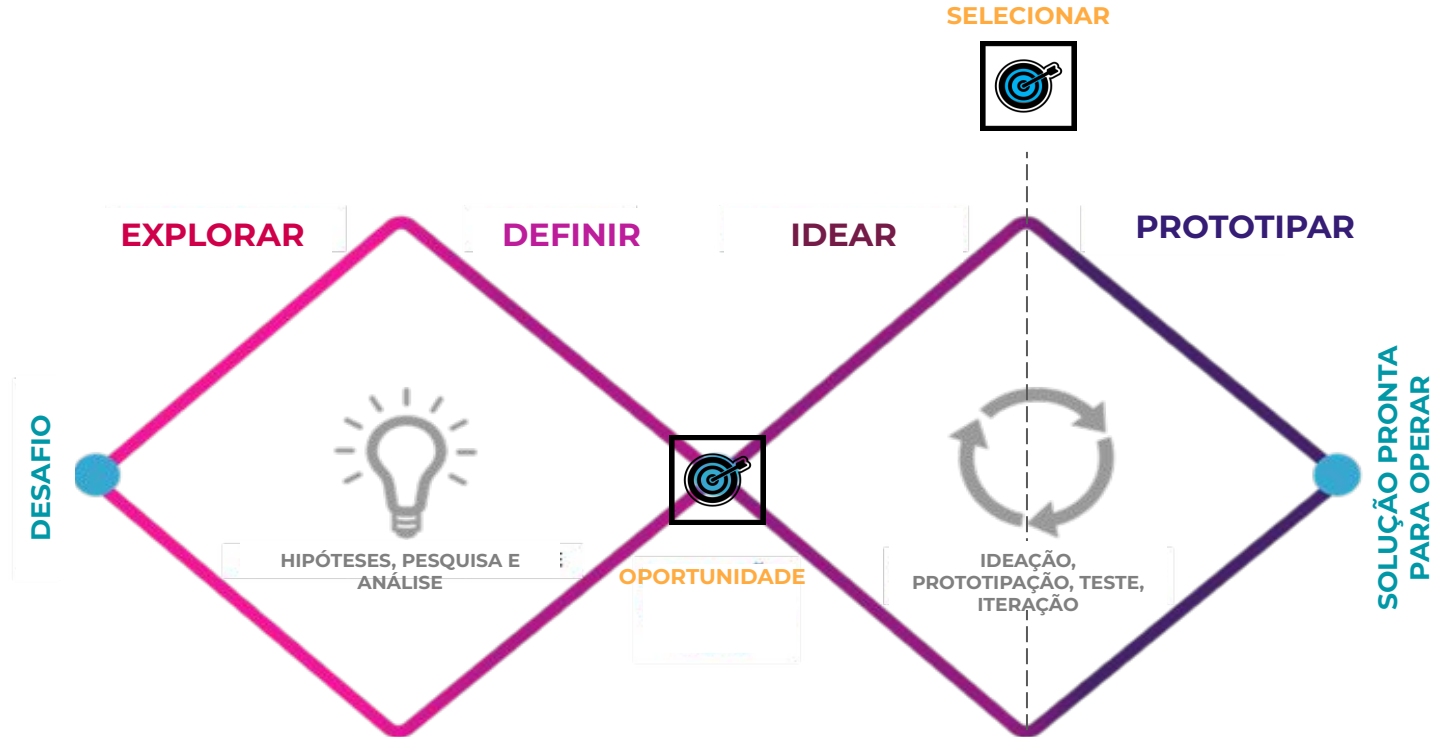 SELECIONAR
EXPLORAR
DEFINIR
IDEAR
PROTOTIPAR
DESAFIO
HIPÓTESES, PESQUISA E
ANÁLISE
OPORTUNIDADE
IDEAÇÃO,
PROTOTIPAÇÃO, TESTE,
ITERAÇÃO
SOLUÇÃO PRONTA
PARA OPERAR